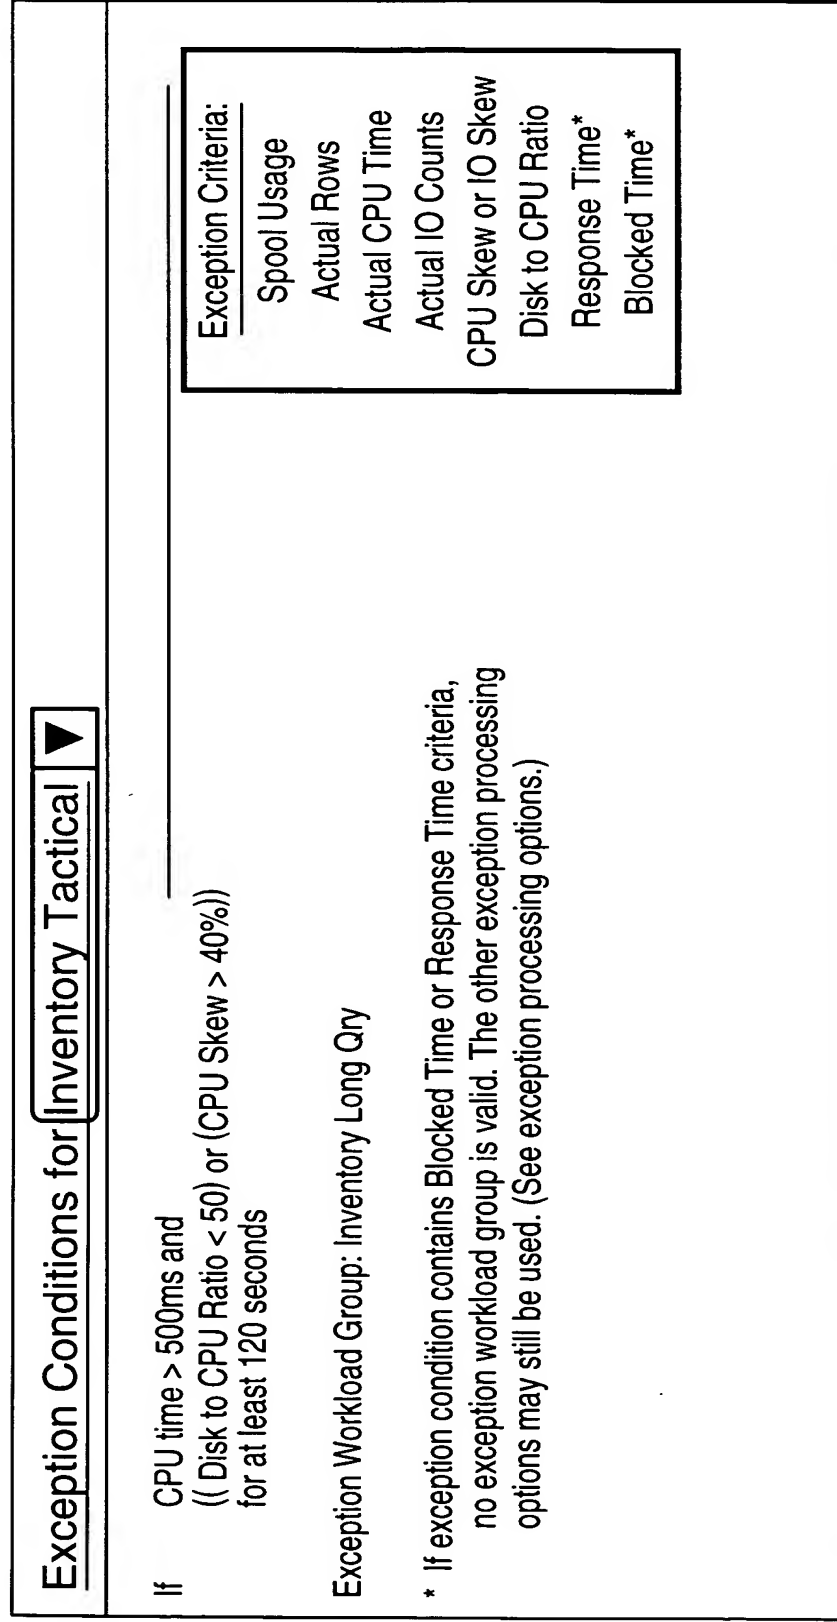 Exception Conditions for Inventory Tactical ▼
If CPU time > 500ms and
(( Disk to CPU Ratio < 50) or (CPU Skew > 40%))
for at least 120 seconds
Exception Workload Group: Inventory Long Qry
* If exception condition contains Blocked Time or Response Time criteria,
no exception workload group is valid. The other exception processing
options may still be used. (See exception processing options.)
Exception Criteria:
Spool Usage
Actual Rows
Actual CPU Time
Actual IO Counts
CPU Skew or IO Skew
Disk to CPU Ratio
Response Time*
Blocked Time*